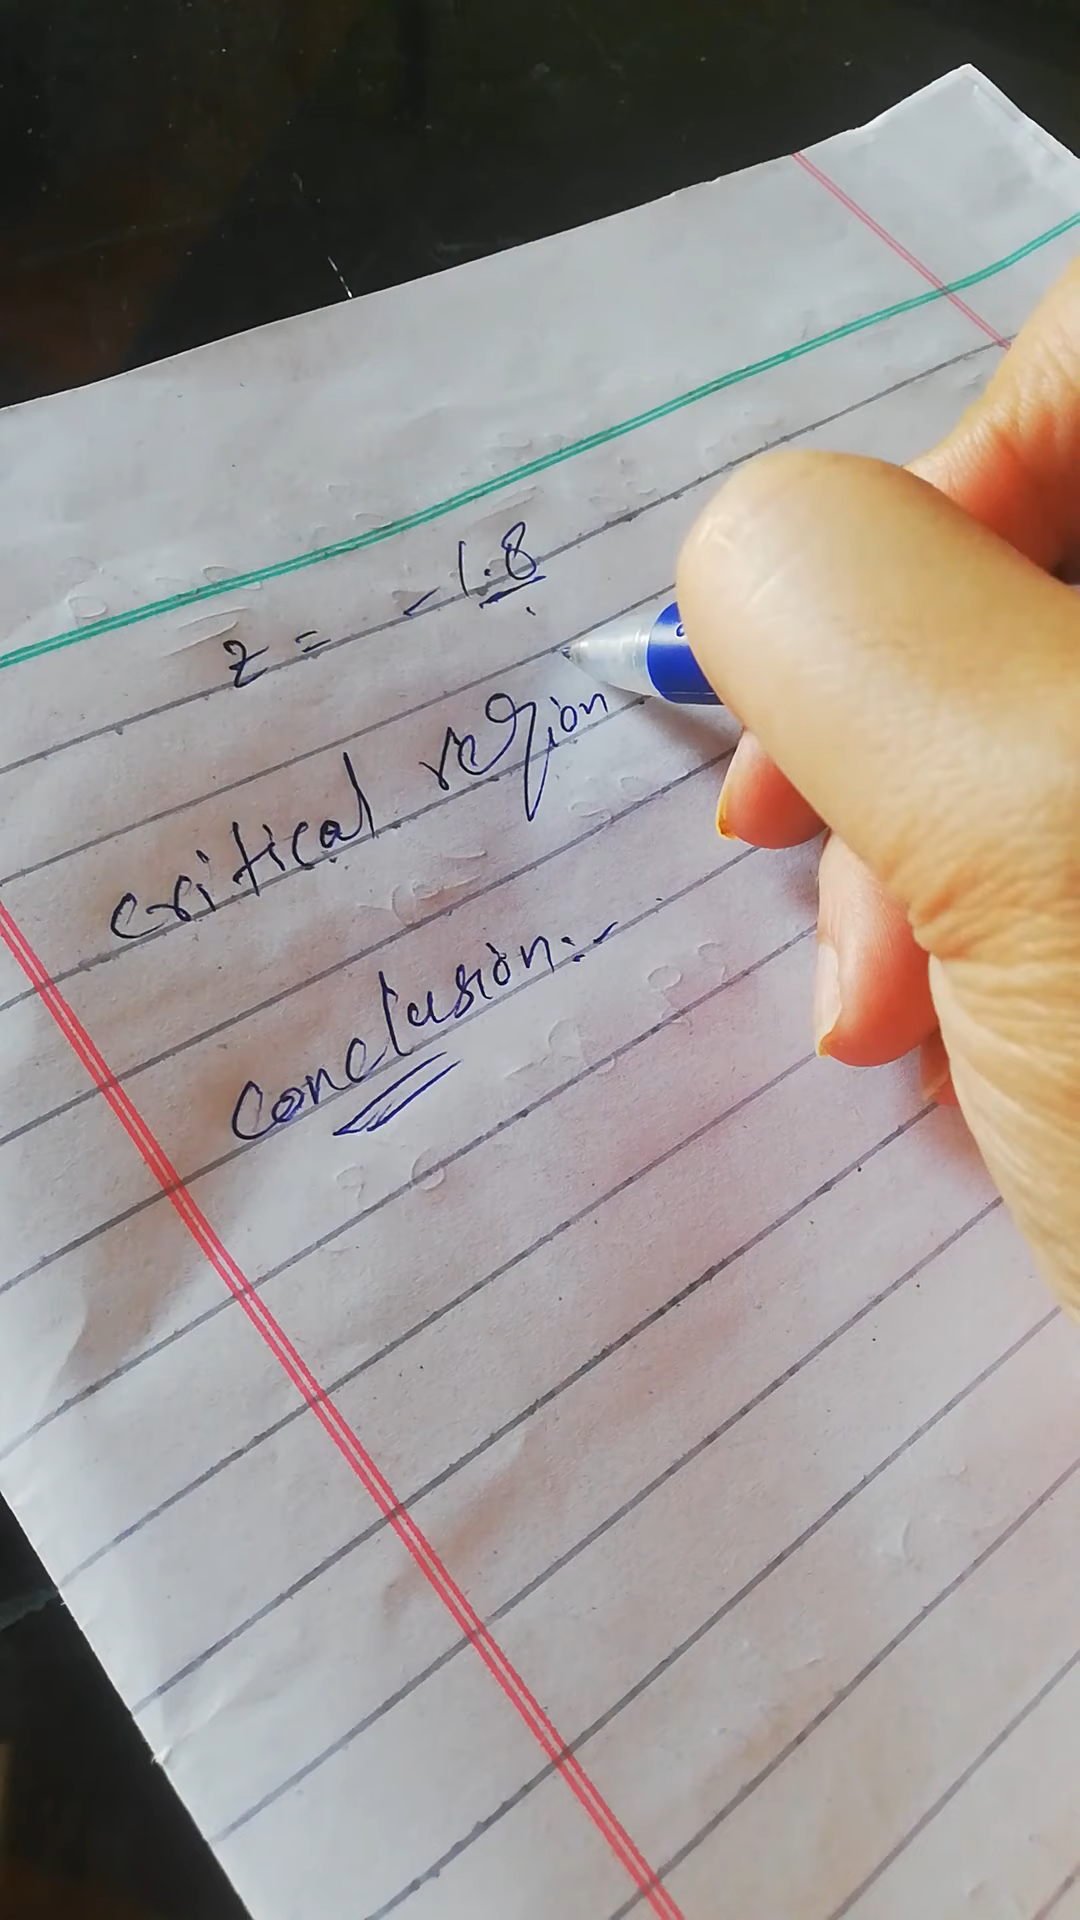 z = -1.8
critical region
conclusion:-